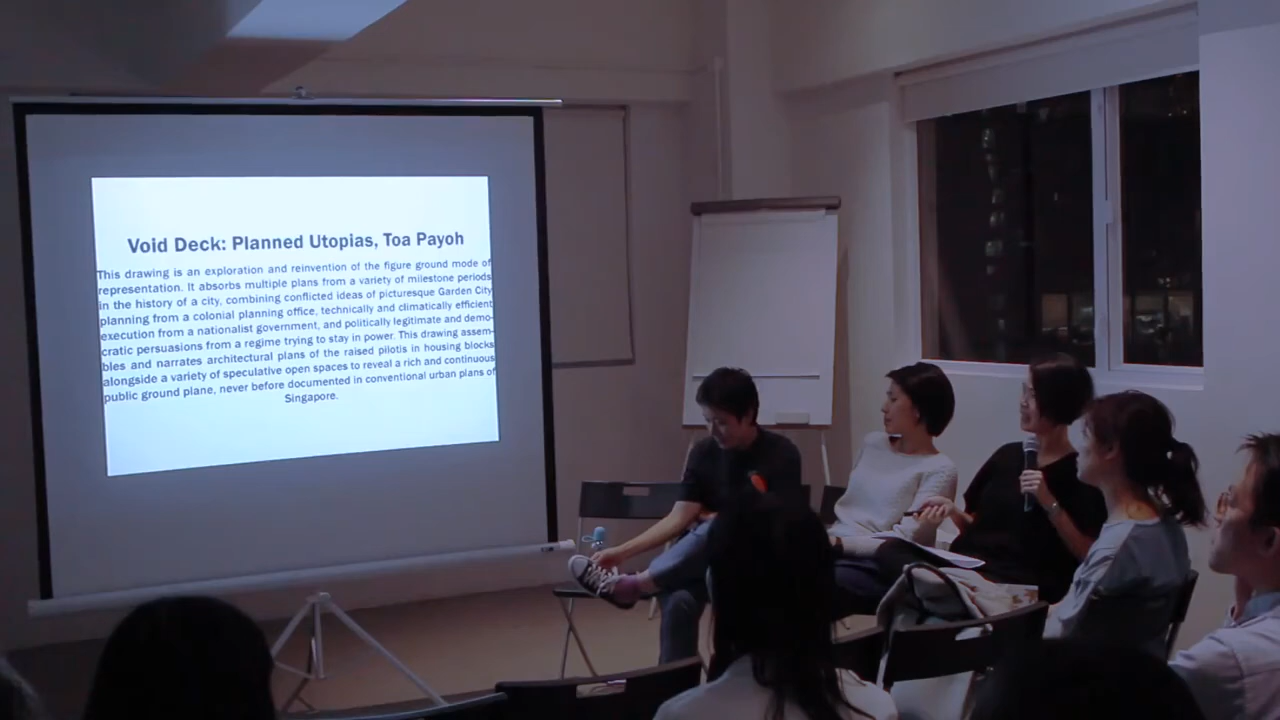 Void Deck: Planned Utopias, Toa Payoh
This drawing is an exploration and reinvention of the figure ground mode of
representation. It absorbs multiple plans from a variety of milestone periods
in the history of a city, combining conflicted ideas of picturesque Garden City
planning from a colonial planning office, technically and climatically efficient
execution from a nationalist government, and politically legitimate and demo-
cratic persuasions from a regime trying to stay in power. This drawing assem-
bles and narrates architectural plans of the raised pilotis in housing blocks
alongside a variety of speculative open spaces to reveal a rich and continuous
public ground plane, never before documented in conventional urban plans of
Singapore.